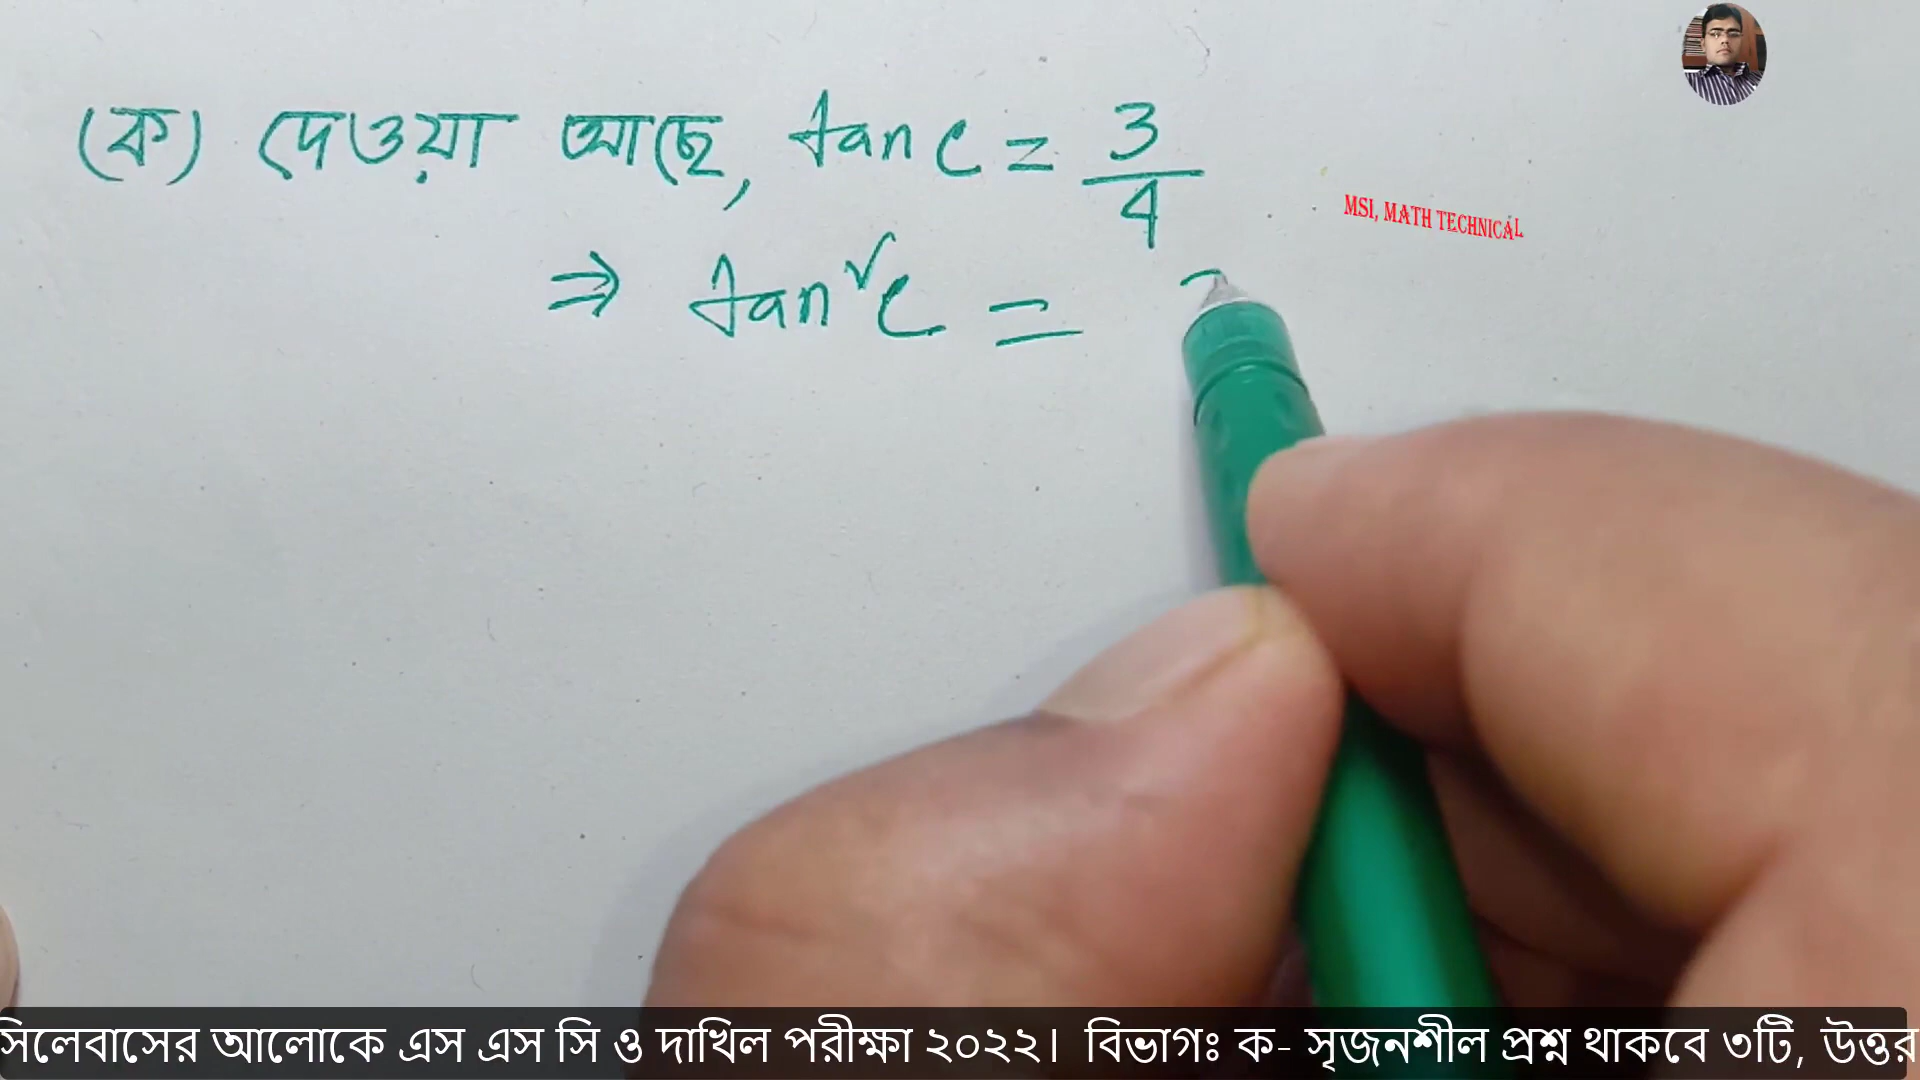 (ক) দেওয়া আছে, tan C = 3/4
⇒ tan²C =
MSI, MATH TECHNICAL
সিলেবাসের আলোকে এস এস সি ও দাখিল পরীক্ষা ২০২২। বিভাগঃ ক- সৃজনশীল প্রশ্ন থাকবে ৩টি, উত্তর